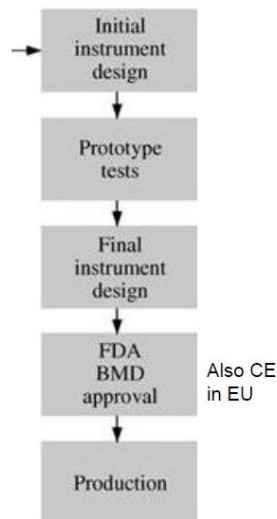 Initial
instrument
design
Prototype
tests
Final
instrument
design
FDA
BMD
approval
Also CE
in EU
Production